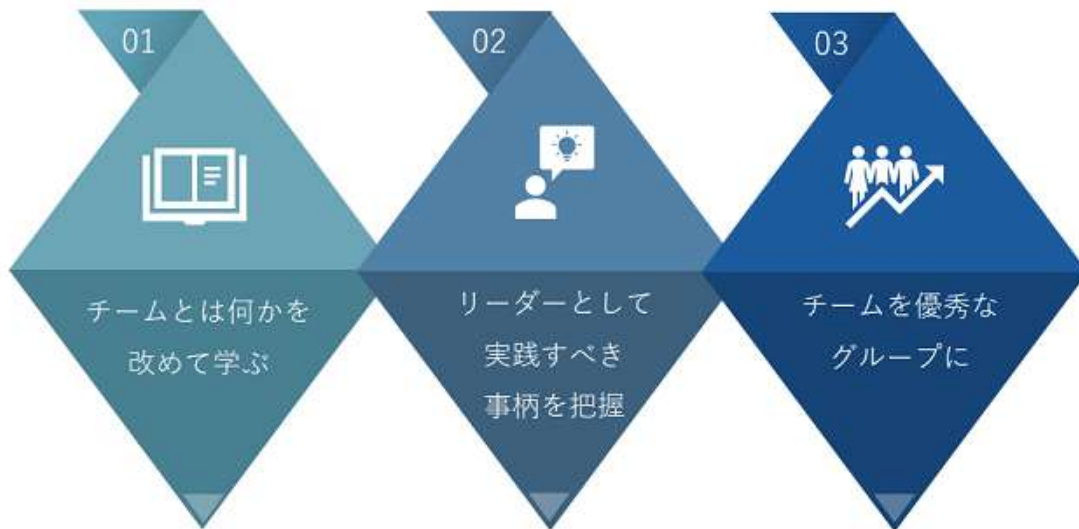 01
チームとは何かを
改めて学ぶ
02
リーダーとして
実践すべき
事柄を把握
03
チームを優秀な
グループに